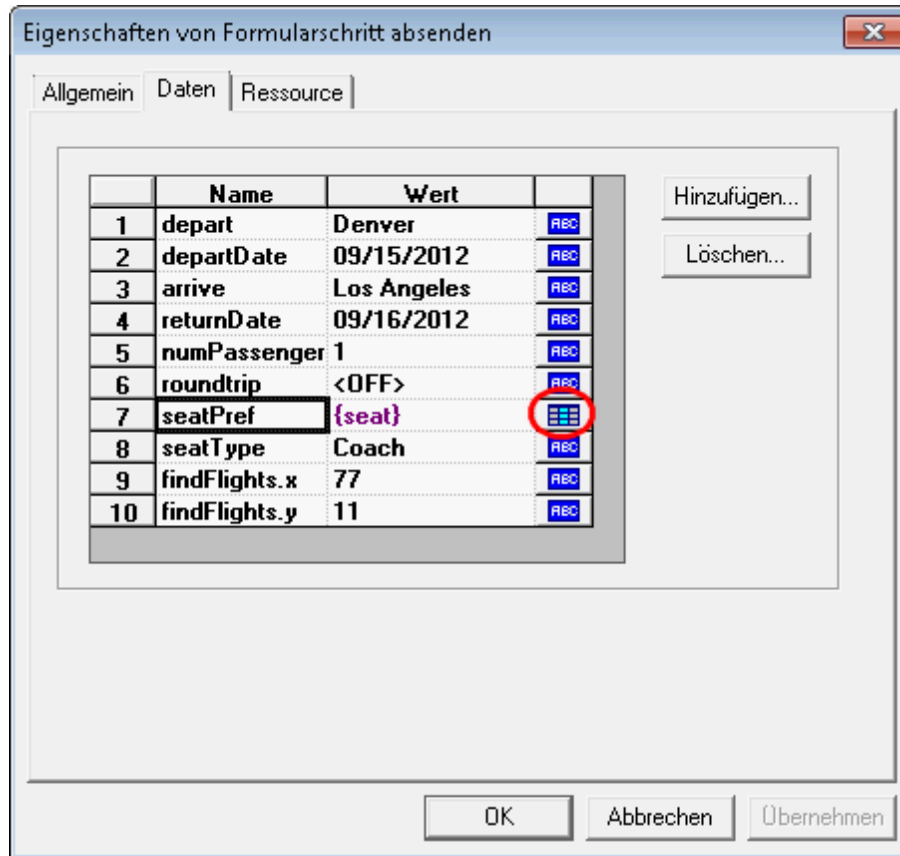 Eigenschaften von Formularschritt absenden
Allgemein Daten Ressource
Name Wert
1 depart Denver ABC
2 departDate 09/15/2012 ABC
3 arrive Los Angeles ABC
4 returnDate 09/16/2012 ABC
5 numPassenger 1 ABC
6 roundtrip <OFF> ABC
7 seatPref {seat}
8 seatType Coach ABC
9 findFlights.x 77 ABC
10 findFlights.y 11 ABC
Hinzufügen...
Löschen...
OK Abbrechen Übernehmen